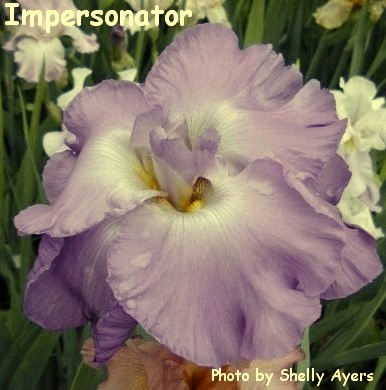 Impersonator
Photo by Shelly Ayers